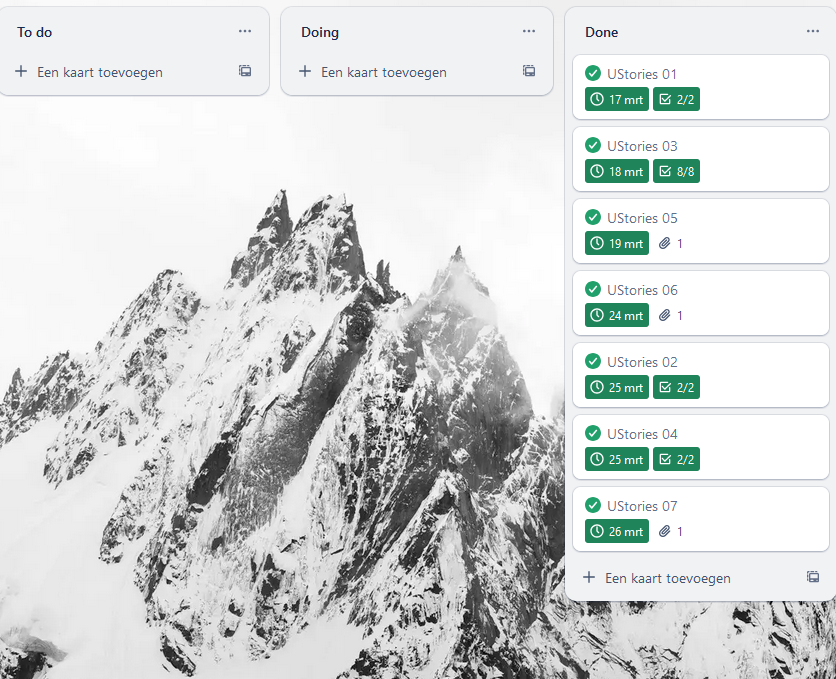 To do
Een kaart toevoegen
Doing
Een kaart toevoegen
Done
UStories 01
17 mrt 2/2
UStories 03
18 mrt 8/8
UStories 05
19 mrt 1
UStories 06
24 mrt 1
UStories 02
25 mrt 2/2
UStories 04
25 mrt 2/2
UStories 07
26 mrt 1
Een kaart toevoegen